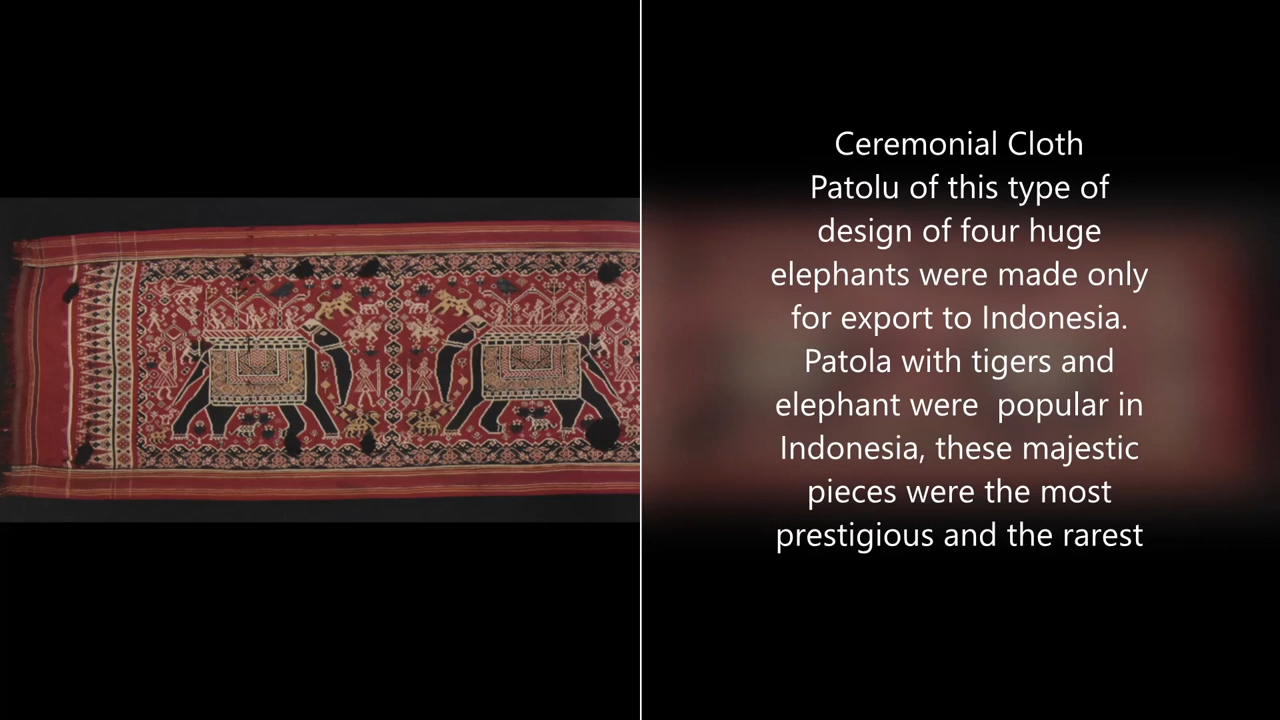 Ceremonial Cloth
Patolu of this type of
design of four huge
elephants were made only
for export to Indonesia.
Patola with tigers and
elephant were  popular in
Indonesia, these majestic
pieces were the most
prestigious and the rarest